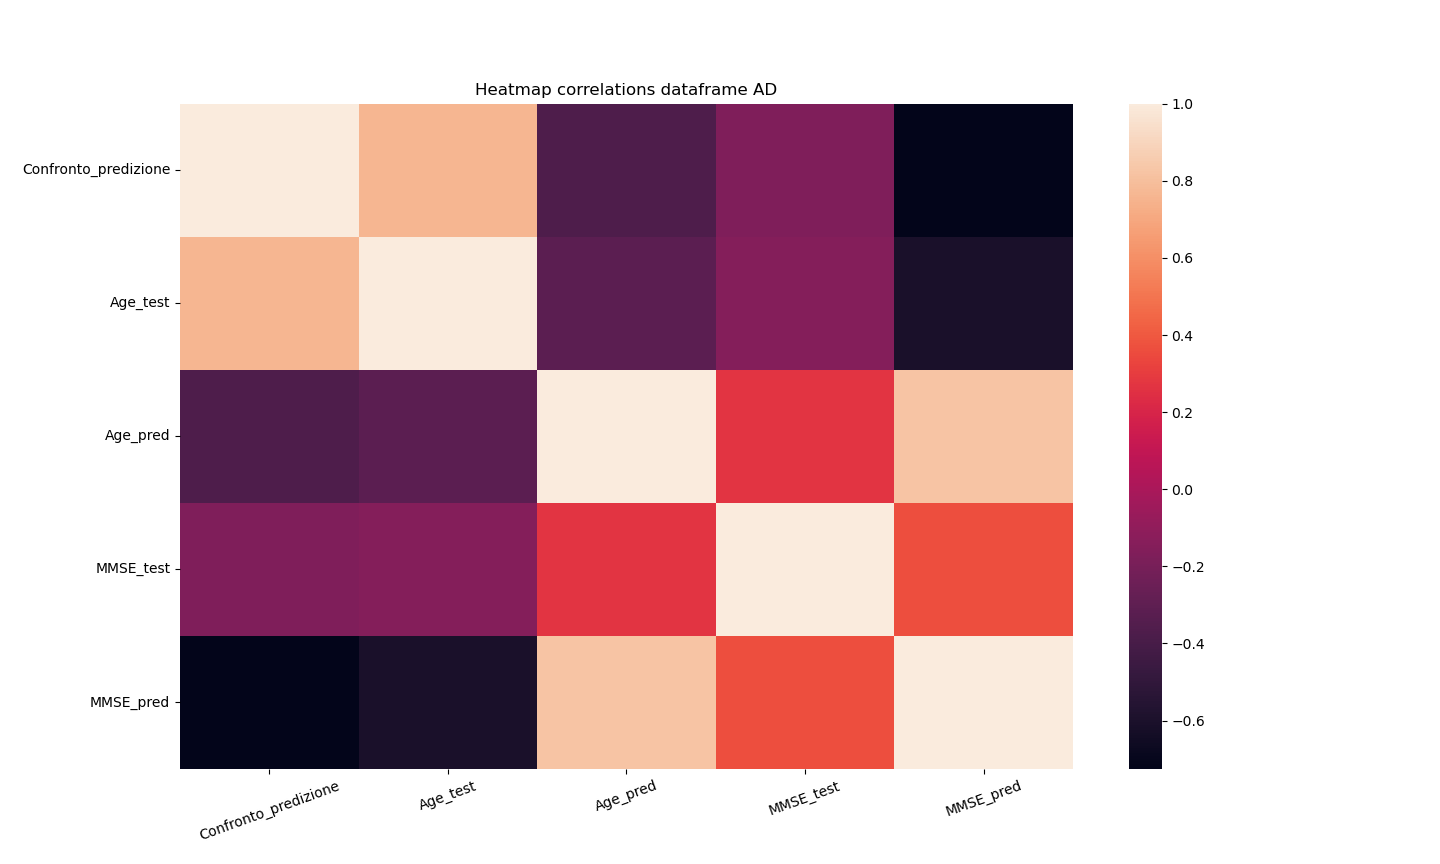 Heatmap correlations dataframe AD
Confronto_predizione
Age_test
Age_pred
MMSE_test
MMSE_pred
Confronto_predizione
Age_test
Age_pred
MMSE_test
MMSE_pred
1.0
0.8
0.6
0.4
0.2
0.0
−0.2
−0.4
−0.6